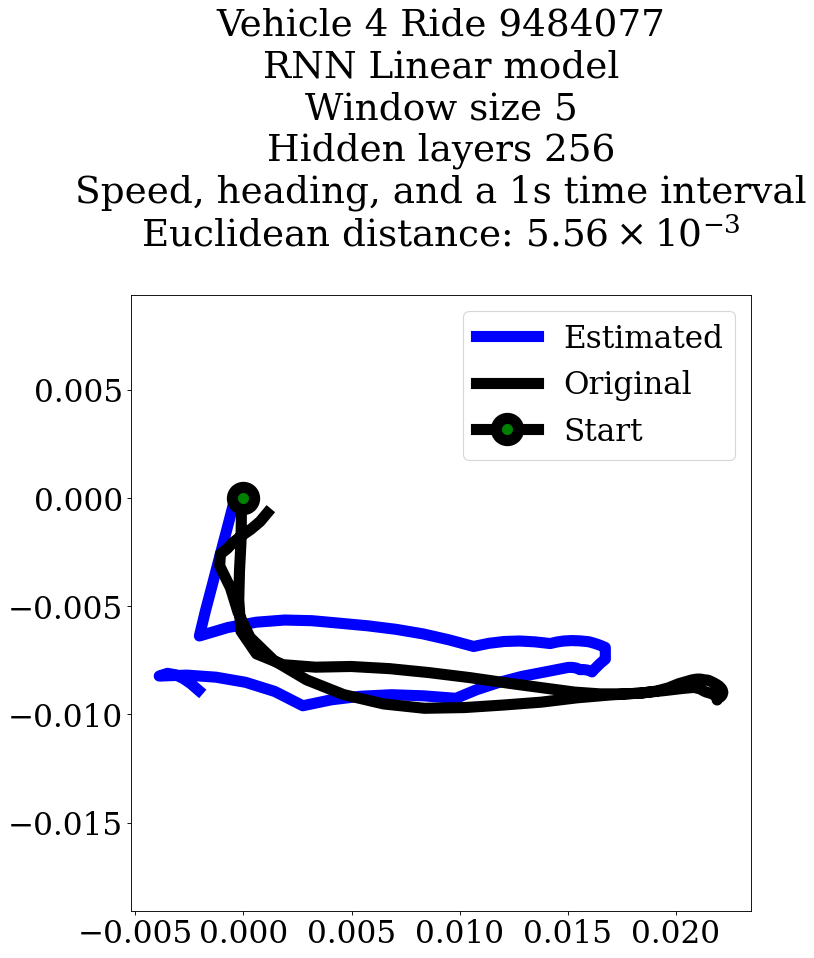 Vehicle 4 Ride 9484077
RNN Linear model
Window size 5
Hidden layers 256
Speed, heading, and a 1s time interval
Euclidean distance: 5.56 × 10⁻³
Estimated
Original
Start
0.005
0.000
−0.005
−0.010
−0.015
−0.005 0.000 0.005 0.010 0.015 0.020